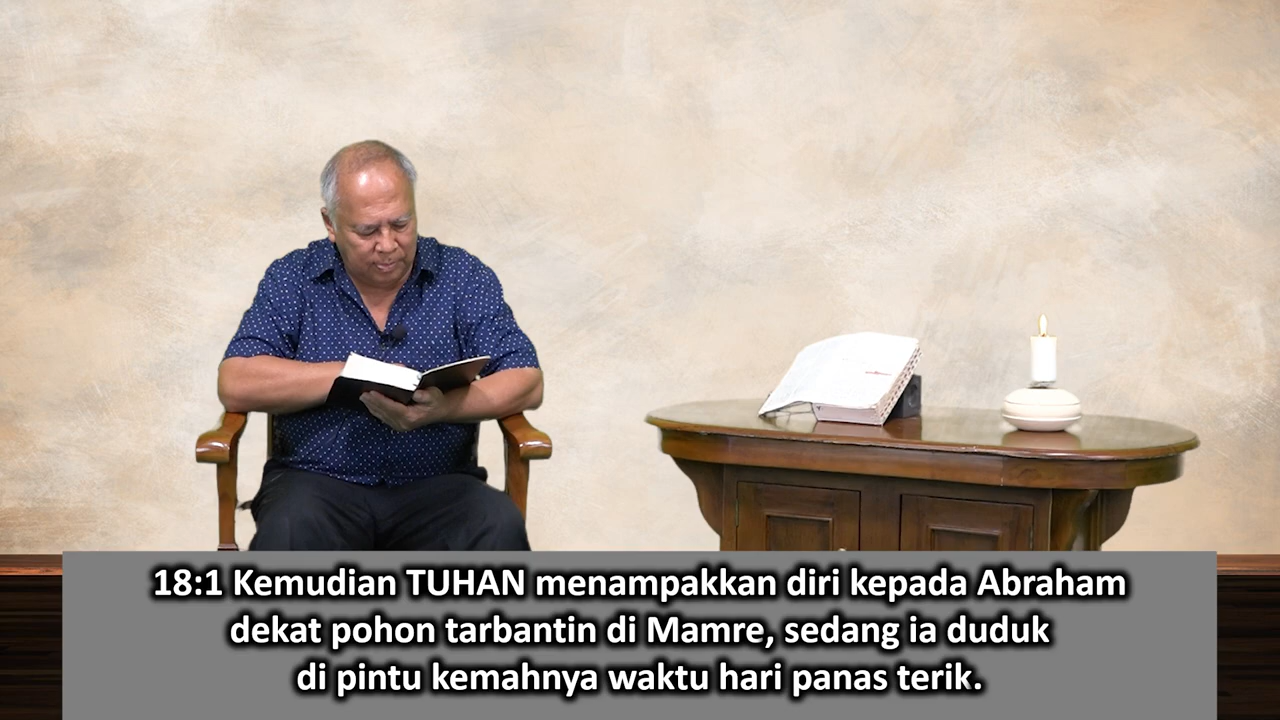 18:1 Kemudian TUHAN menampakkan diri kepada Abraham
dekat pohon tarbantin di Mamre, sedang ia duduk
di pintu kemahnya waktu hari panas terik.